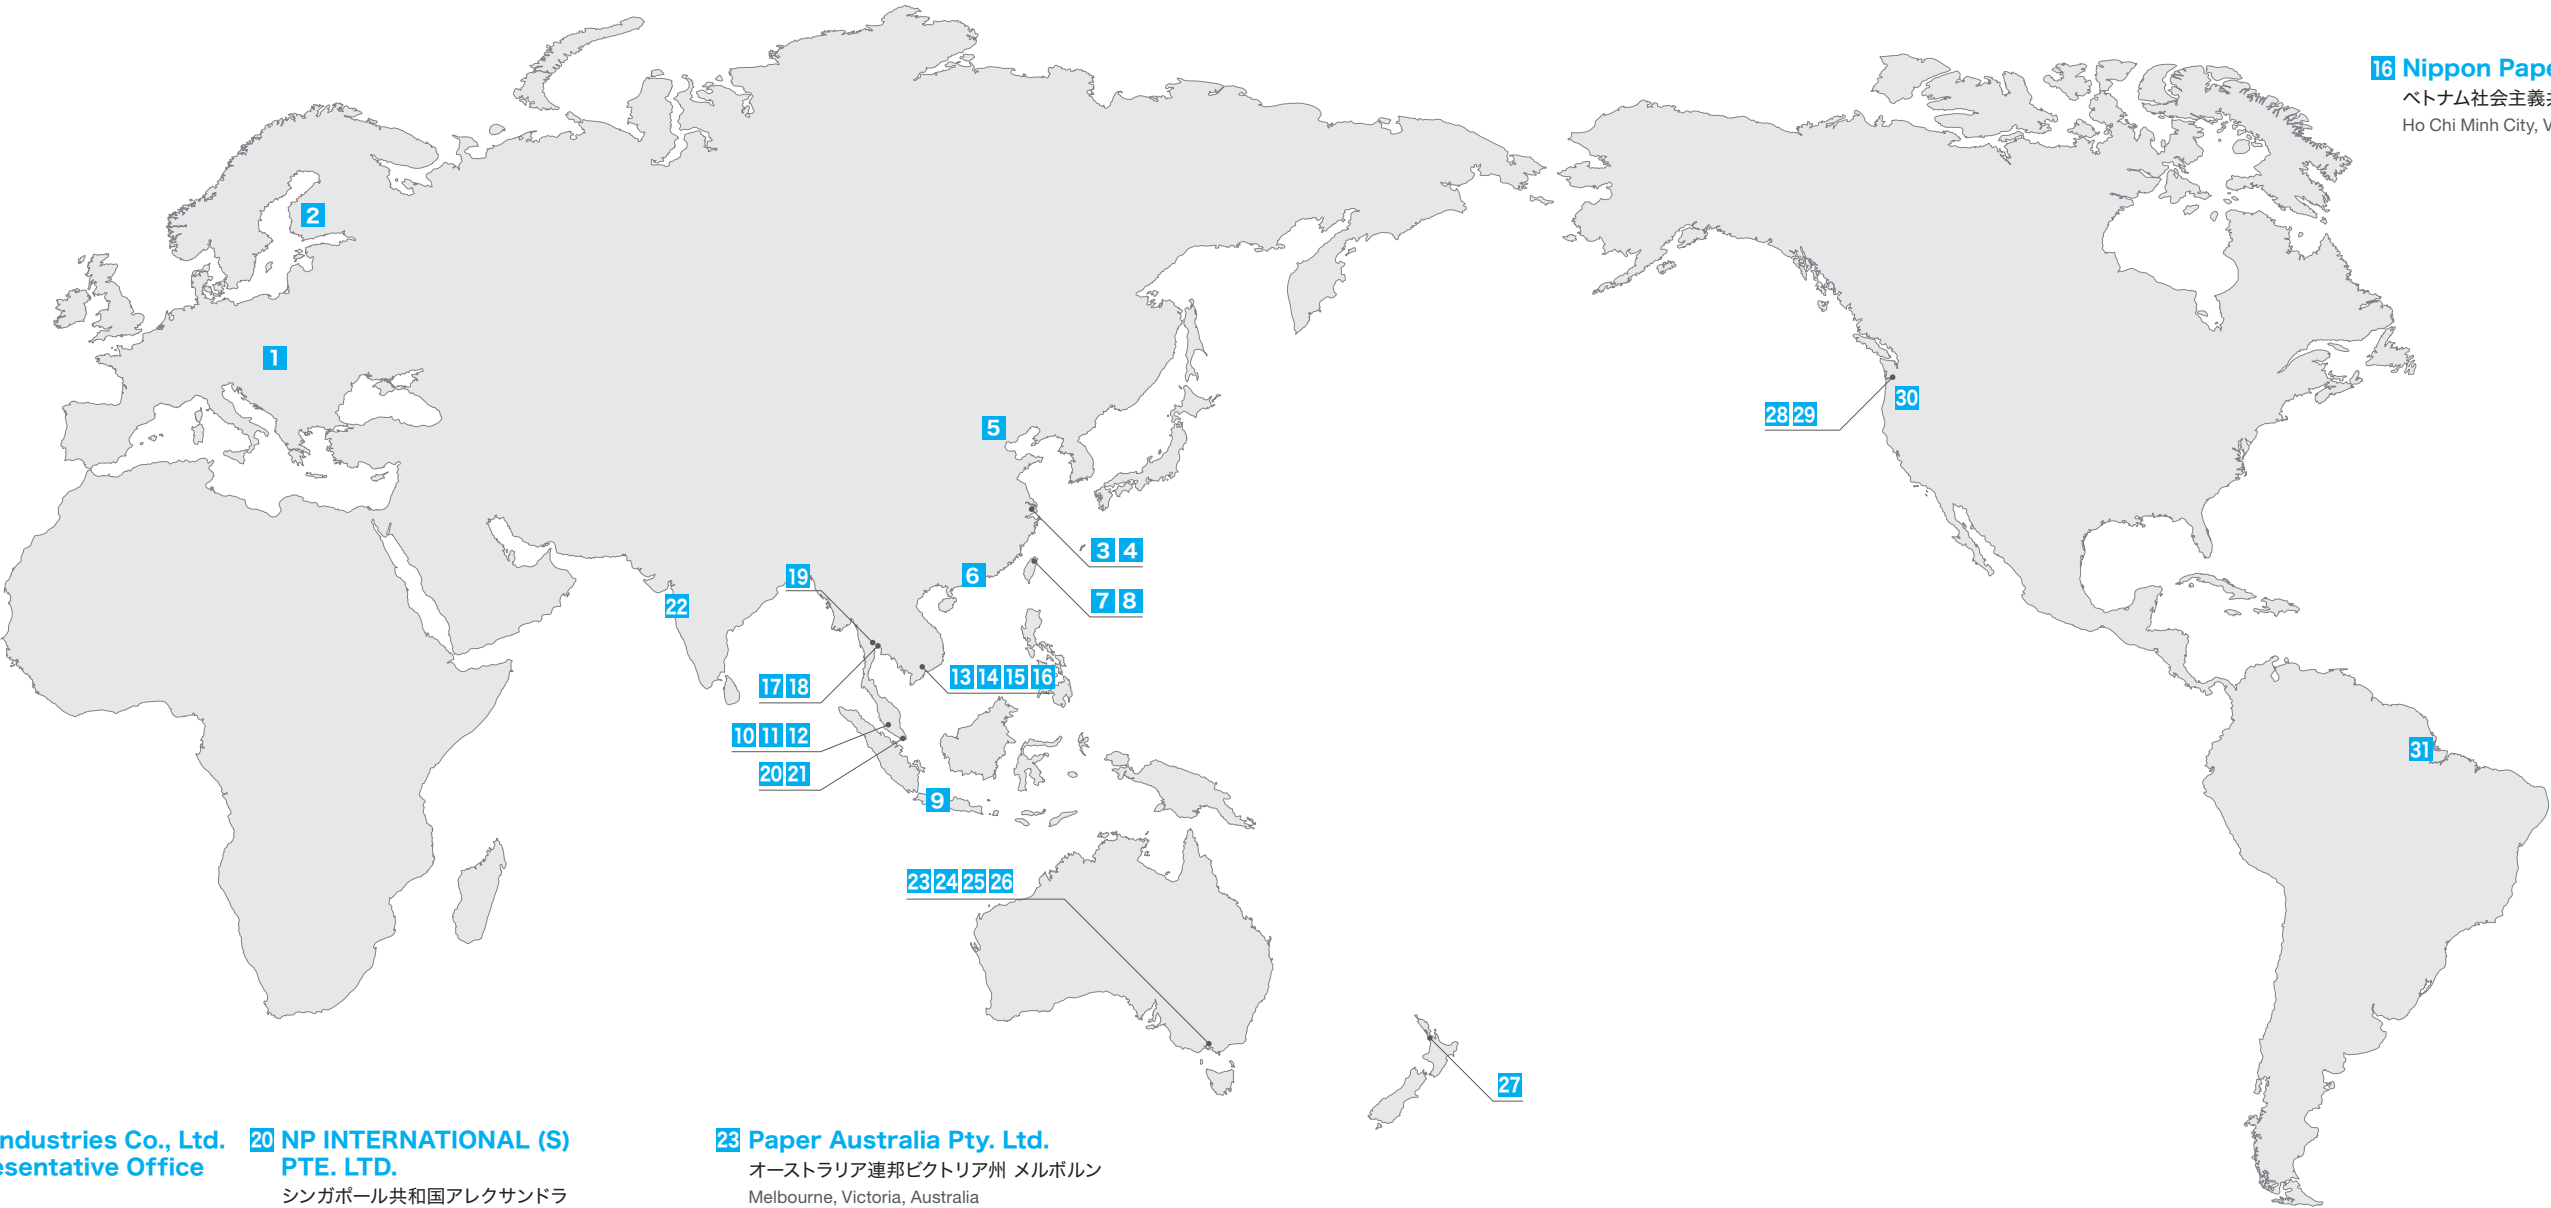 16 Nippon Pape
ベトナム社会主義
Ho Chi Minh City, V
2
1
5
28 29
30
3 4
19
6
22
7 8
13 14 15 16
17 18
10 11 12
31
20 21
9
23 24 25 26
27
ndustries Co., Ltd.
esentative Office
20 NP INTERNATIONAL (S)
PTE. LTD.
シンガポール共和国アレクサンドラ
23 Paper Australia Pty. Ltd.
オーストラリア連邦ビクトリア州 メルボルン
Melbourne, Victoria, Australia